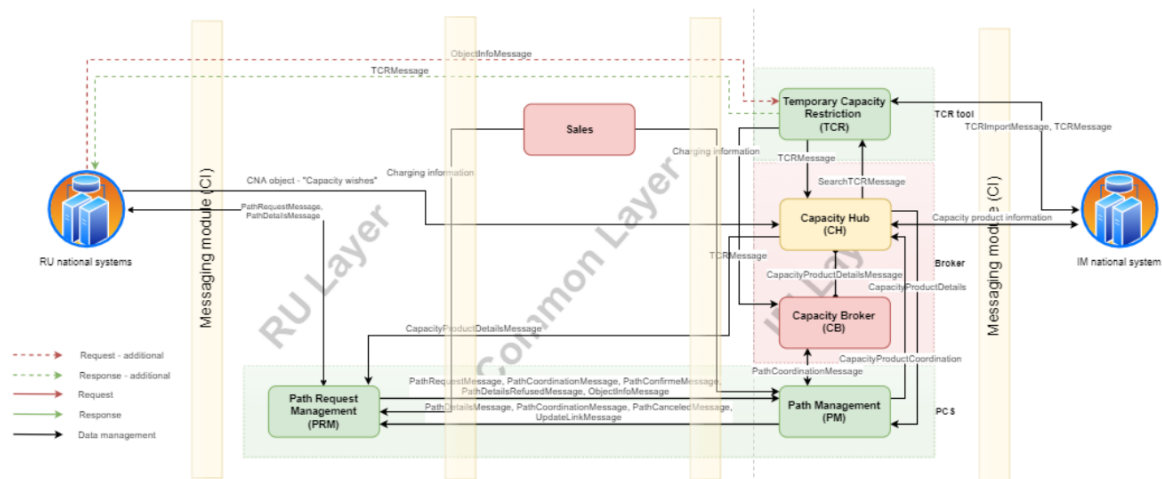 ObjectInfoMessage
TCRMessage
Temporary Capacity
Restriction
(TCR)
TCR tool
TCRImportMessage, TCRMessage
Sales
Charging information
Charging information
TCRMessage
SearchTCRMessage
CNA object - "Capacity wishes"
PathRequestMessage,
PathDetailsMessage
Capacity Hub
(CH)
Capacity product information
RU national systems
IM national system
Messaging module (CI)
Messaging module (CI)
RU Layer
Common Layer
TCRMessage
Broker
CapacityProductDetailsMessage
CapacityProductDetails
Capacity Broker
(CB)
CapacityProductDetailsMessage
CapacityProductCoordination
PathCoordinationMessage
Request - additional
Response - additional
Request
Response
Data management
Path Request
Management
(PRM)
PathRequestMessage, PathCoordinationMessage, PathConfirmeMessage,
PathDetailsRefusedMessage, ObjectInfoMessage
PathDetailsMessage, PathCoordinationMessage, PathCanceledMessage,
UpdateLinkMessage
Path Management
(PM)